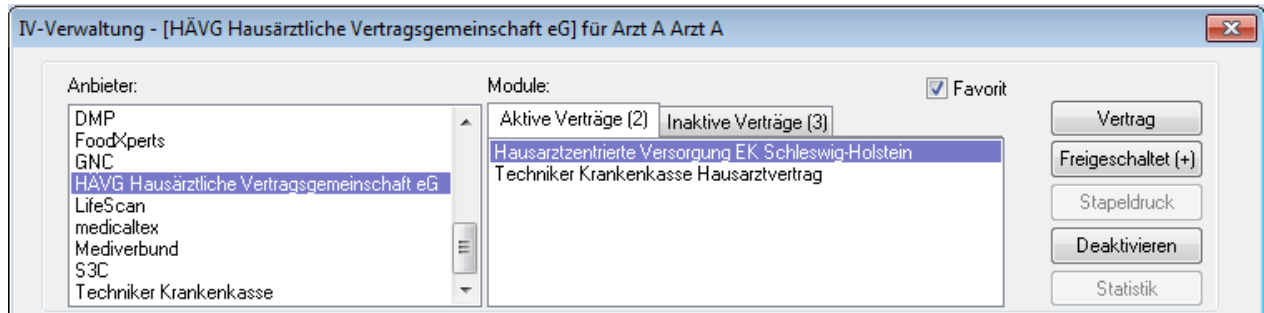 IV-Verwaltung - [HÄVG Hausärztliche Vertragsgemeinschaft eG] für Arzt A Arzt A
Anbieter:
DMP
FoodXperts
GNC
HÄVG Hausärztliche Vertragsgemeinschaft eG
LifeScan
medicaltex
Mediverbund
S3C
Techniker Krankenkasse
Module:
Favorit
Aktive Verträge (2)
Inaktive Verträge (3)
Hausarztzentrierte Versorgung EK Schleswig-Holstein
Techniker Krankenkasse Hausarztvertrag
Vertrag
Freigeschaltet (+)
Stapeldruck
Deaktivieren
Statistik